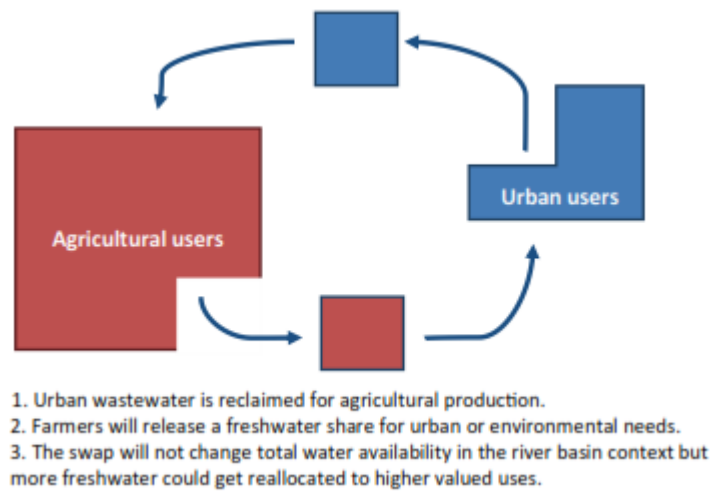 Urban users
Agricultural users
1. Urban wastewater is reclaimed for agricultural production.
2. Farmers will release a freshwater share for urban or environmental needs.
3. The swap will not change total water availability in the river basin context but
more freshwater could get reallocated to higher valued uses.